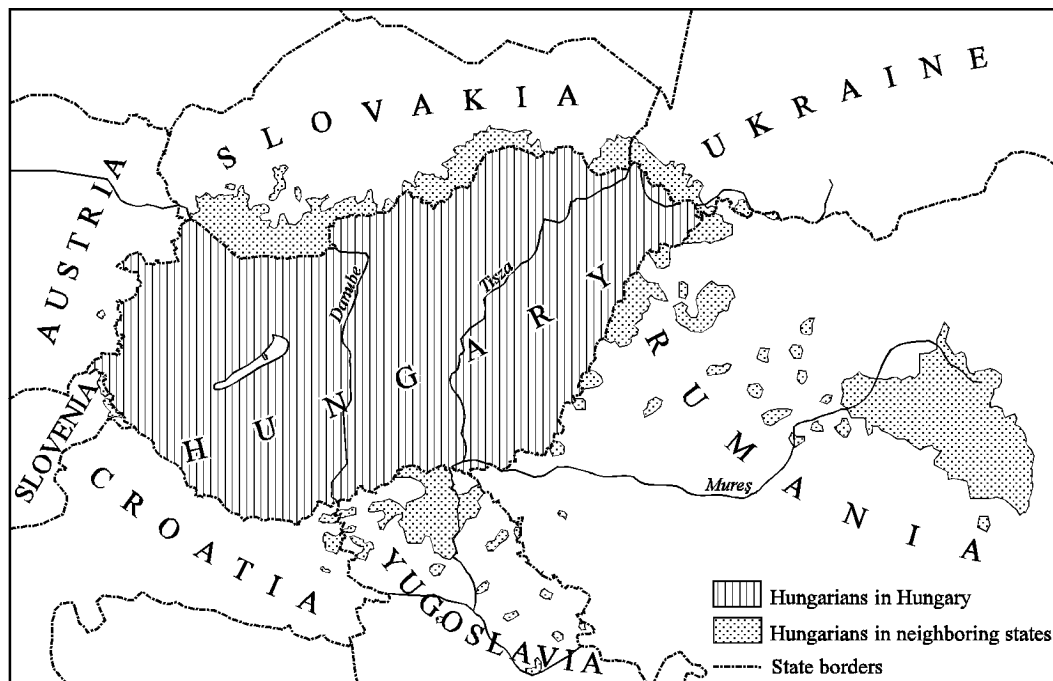 SLOVAKIA
UKRAINE
AUSTRIA
HUNGARY
Danube
Tisza
RUMANIA
SLOVENIA
CROATIA
Mureş
YUGOSLAVIA
Hungarians in Hungary
Hungarians in neighboring states
State borders